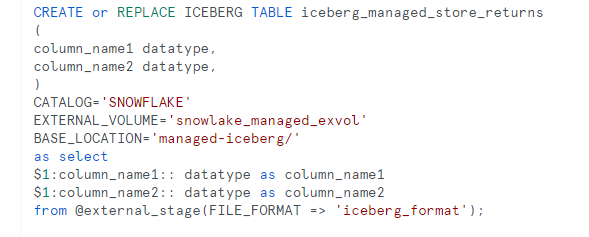 CREATE or REPLACE ICEBERG TABLE iceberg_managed_store_returns
(
column_name1 datatype,
column_name2 datatype,
)
CATALOG='SNOWFLAKE'
EXTERNAL_VOLUME='snowlake_managed_exvol'
BASE_LOCATION='managed-iceberg/'
as select
$1:column_name1:: datatype as column_name1
$1:column_name2:: datatype as column_name2
from @external_stage(FILE_FORMAT => 'iceberg_format');